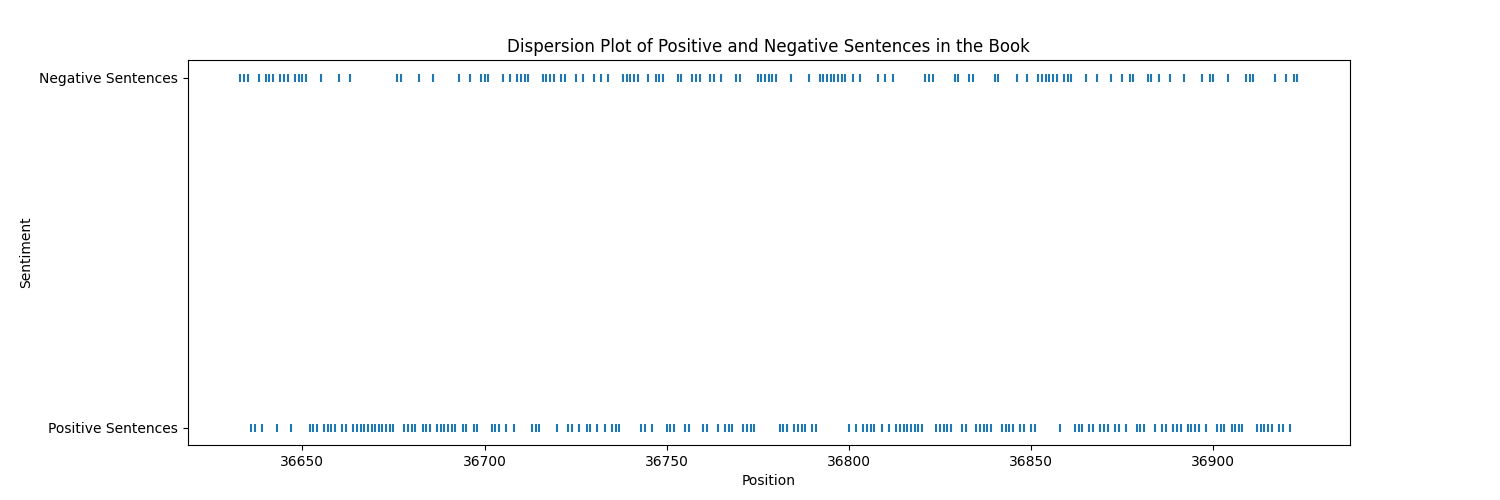 Dispersion Plot of Positive and Negative Sentences in the Book
Negative Sentences
Sentiment
Positive Sentences
36650 36700 36750 36800 36850 36900
Position